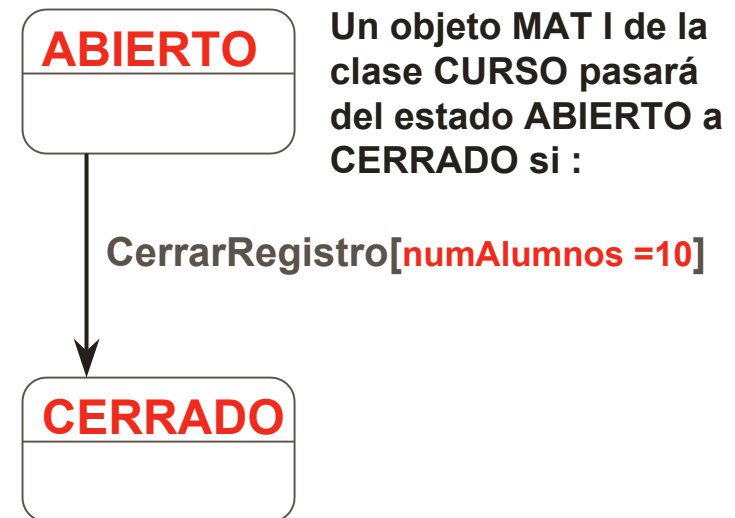 ABIERTO
Un objeto MAT I de la
clase CURSO pasará
del estado ABIERTO a
CERRADO si :
CerrarRegistro[numAlumnos =10]
CERRADO